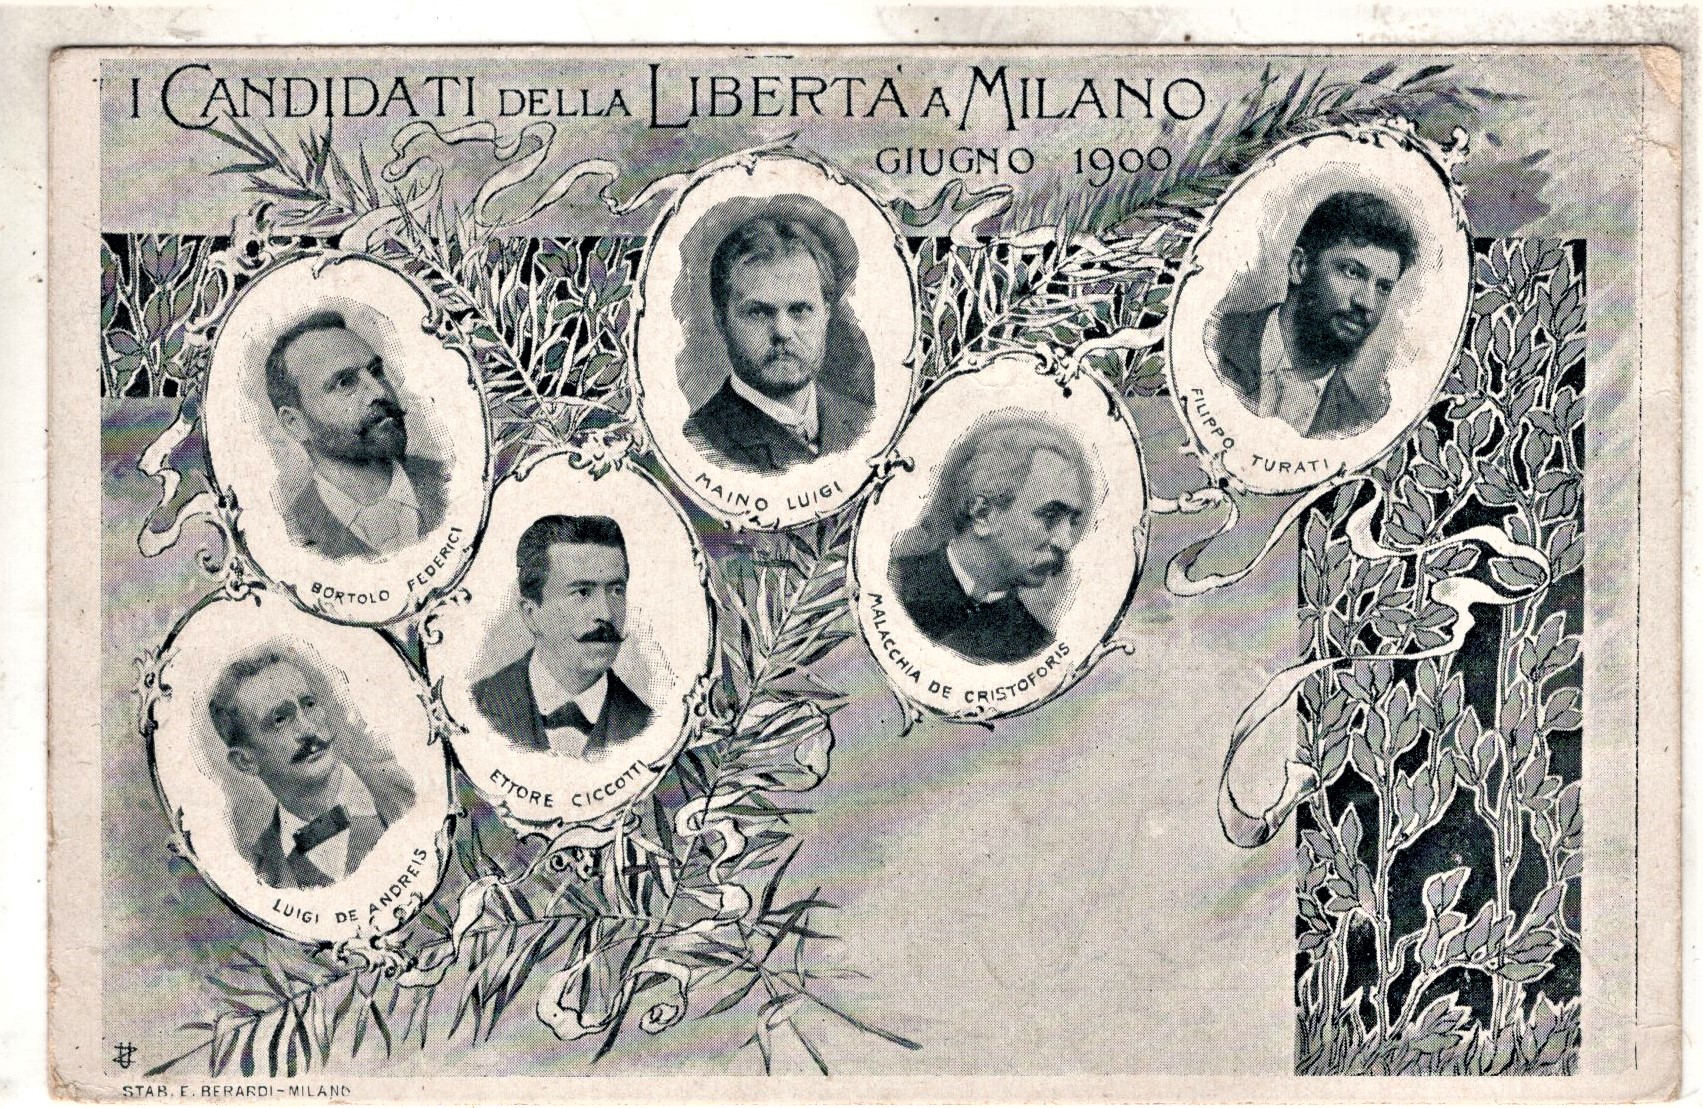 I CANDIDATI DELLA LIBERTA' A MILANO
GIUGNO 1900
FILIPPO TURATI
MAINO LUIGI
BORTOLO FEDERICI
MALACCHIA DE CRISTOFORIS
ETTORE CICCOTTI
LUIGI DE ANDREIS
STAB. E. BERARDI-MILANO